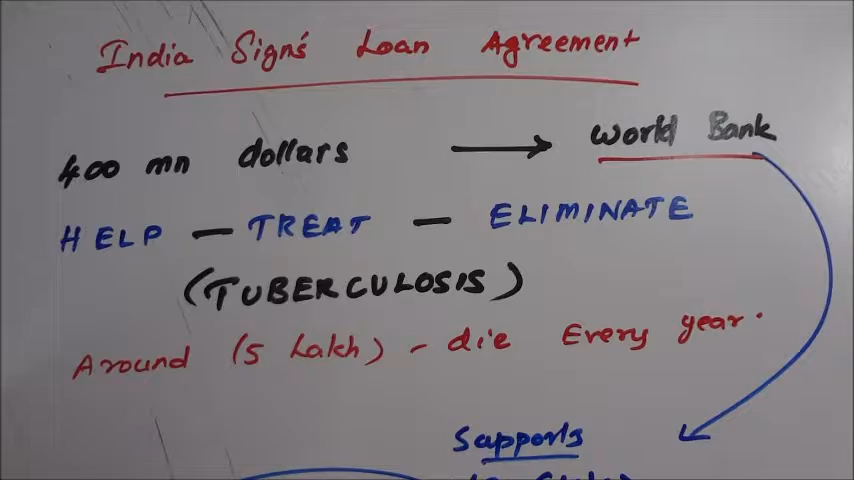 India Signs Loan Agreement
400 mn dollars → World Bank
HELP — TREAT — ELIMINATE
(TUBERCULOSIS)
Around (5 Lakh) - die Every year.
Supports